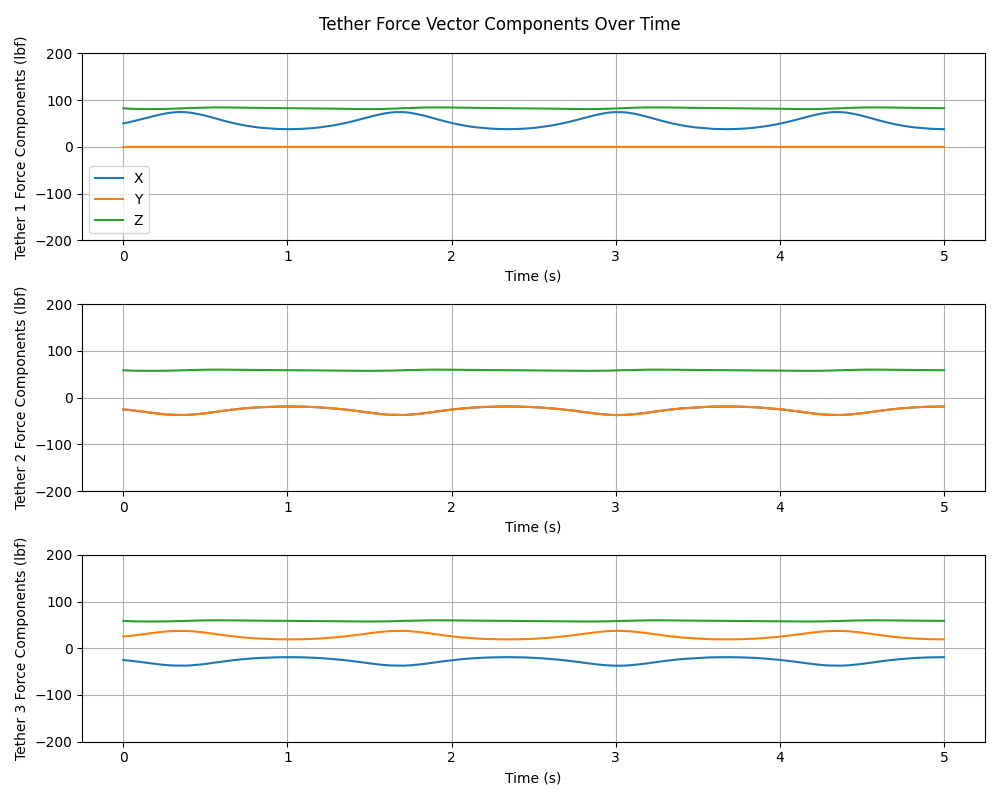 Tether Force Vector Components Over Time
Tether 1 Force Components (lbf)
200
100
0
−100
−200
X
Y
Z
0 1 2 3 4 5
Time (s)
Tether 2 Force Components (lbf)
200
100
0
−100
−200
0 1 2 3 4 5
Time (s)
Tether 3 Force Components (lbf)
200
100
0
−100
−200
0 1 2 3 4 5
Time (s)